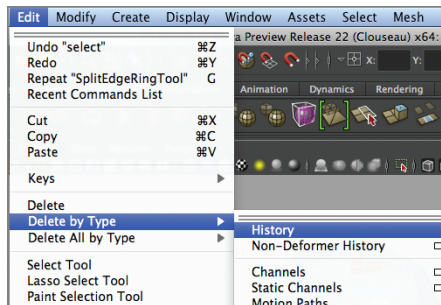 Edit Modify Create Display Window Assets Select Mesh
a Preview Release 22 (Clouseau) x64:
Undo "select" ⌘Z
Redo ⌘Y
Repeat "SplitEdgeRingTool" G
Recent Commands List
X: Y:
Animation Dynamics Rendering
Cut ⌘X
Copy ⌘C
Paste ⌘V
Keys
Delete
Delete by Type
Delete All by Type
History
Non-Deformer History
Channels
Static Channels
Motion Paths
Select Tool
Lasso Select Tool
Paint Selection Tool